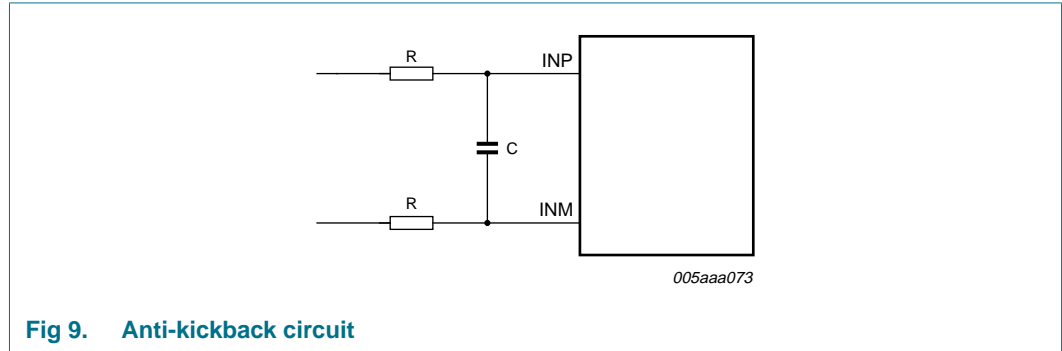 R
INP
C
R
INM
005aaa073
Fig 9. Anti-kickback circuit